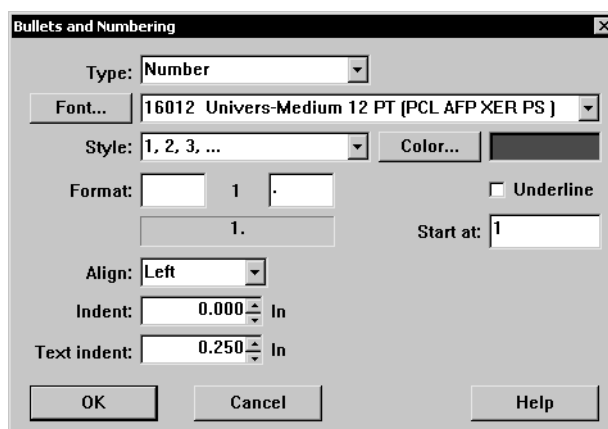 Bullets and Numbering
Type: Number
Font... 16012 Univers-Medium 12 PT (PCL AFP XER PS )
Style: 1, 2, 3, ... Color...
Format: 1 . Underline
1. Start at: 1
Align: Left
Indent: 0.000 In
Text indent: 0.250 In
OK Cancel Help